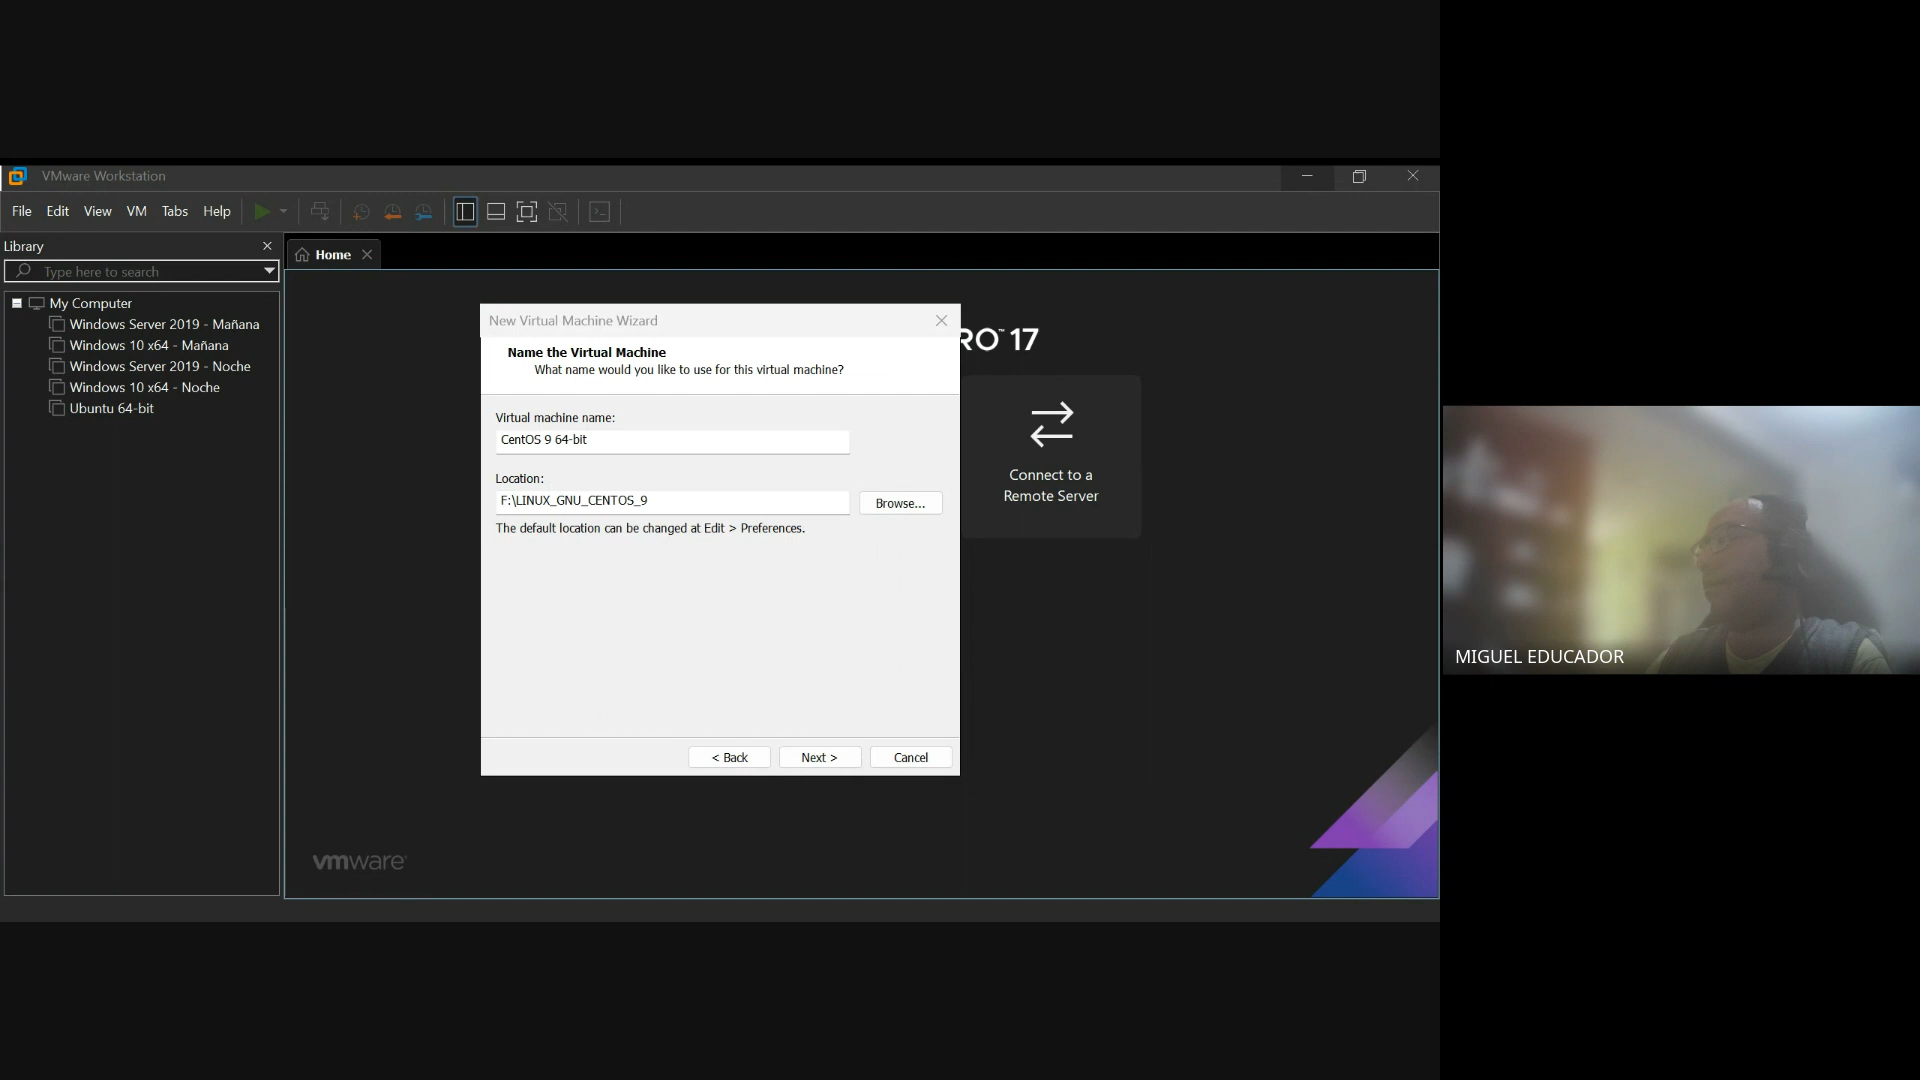 VMware Workstation
File Edit View VM Tabs Help
Library
Type here to search
My Computer
Windows Server 2019 - Mañana
Windows 10 x64 - Mañana
Windows Server 2019 - Noche
Windows 10 x64 - Noche
Ubuntu 64-bit
Home
RO™ 17
New Virtual Machine Wizard
Name the Virtual Machine
What name would you like to use for this virtual machine?
Virtual machine name:
CentOS 9 64-bit
Location:
F:\LINUX_GNU_CENTOS_9
Browse...
The default location can be changed at Edit > Preferences.
< Back Next > Cancel
Connect to a
Remote Server
vmware
MIGUEL EDUCADOR